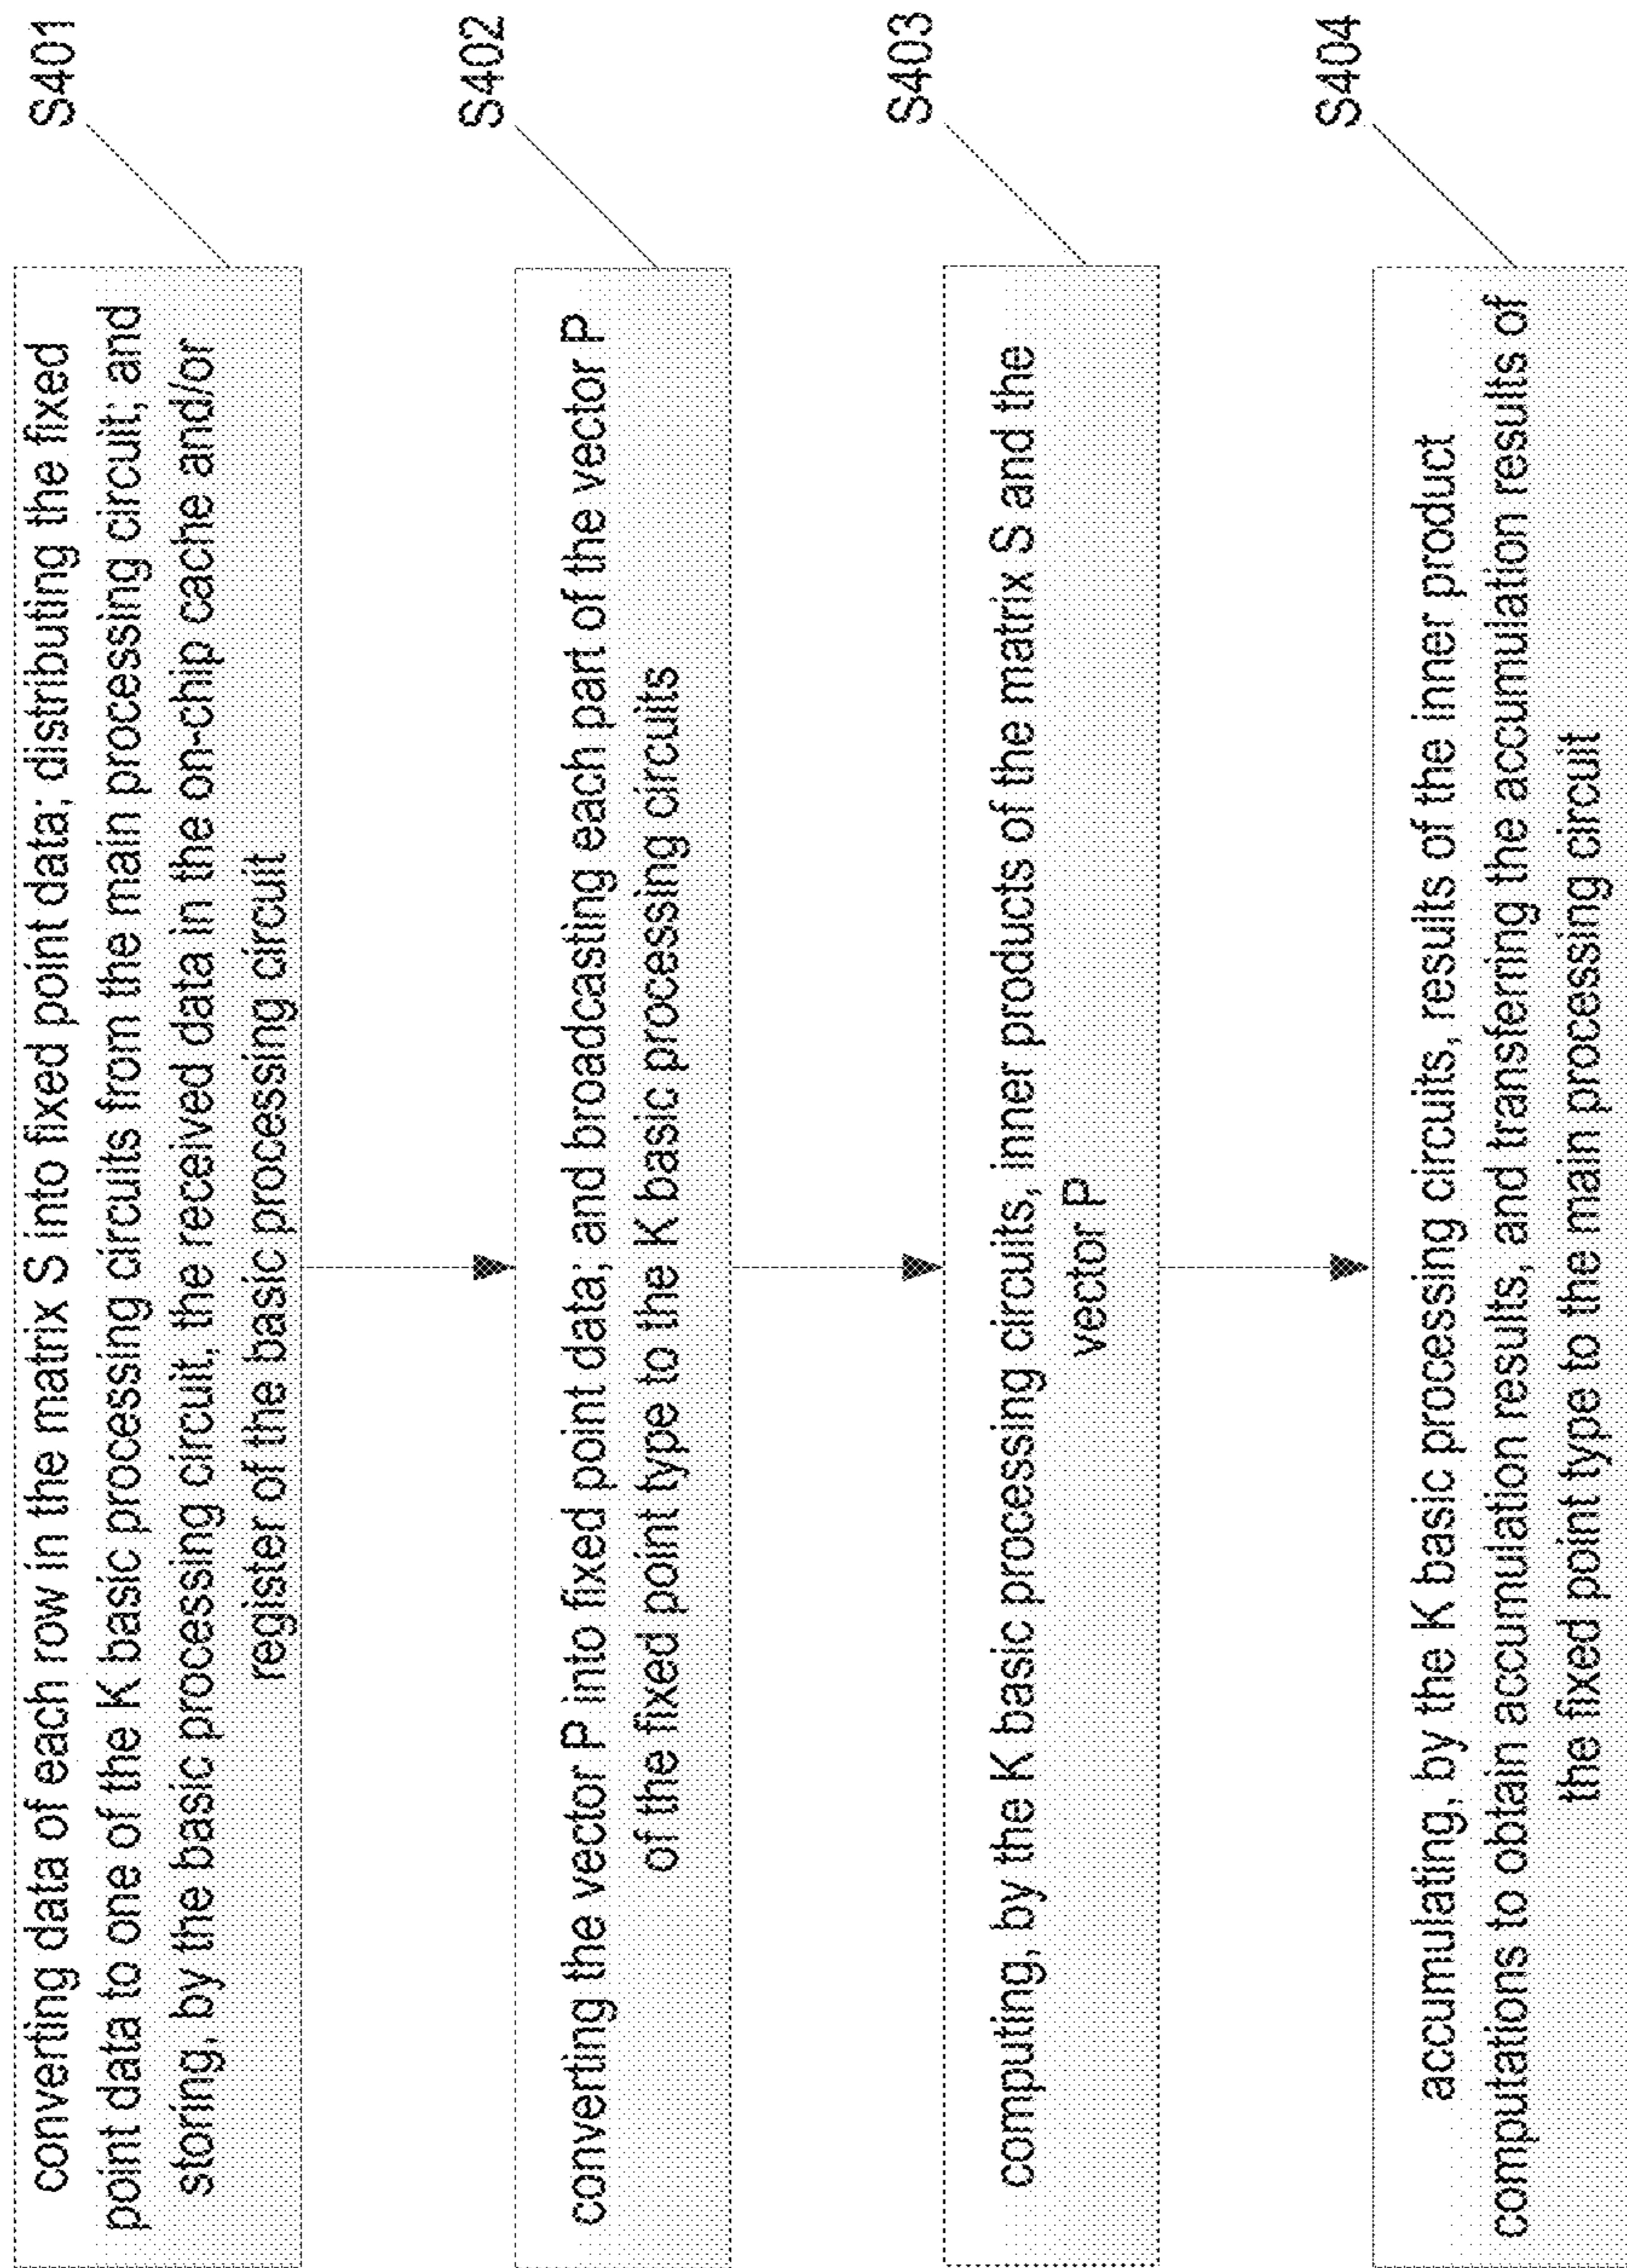 converting data of each row in the matrix S into fixed point data; distributing the fixed
point data to one of the K basic processing circuits from the main processing circuit; and
storing, by the basic processing circuit, the received data in the on-chip cache and/or
register of the basic processing circuit
S401
converting the vector P into fixed point data; and broadcasting each part of the vector P
of the fixed point type to the K basic processing circuits
S402
computing, by the K basic processing circuits, inner products of the matrix S and the
vector P
S403
accumulating, by the K basic processing circuits, results of the inner product
computations to obtain accumulation results, and transferring the accumulation results of
the fixed point type to the main processing circuit
S404